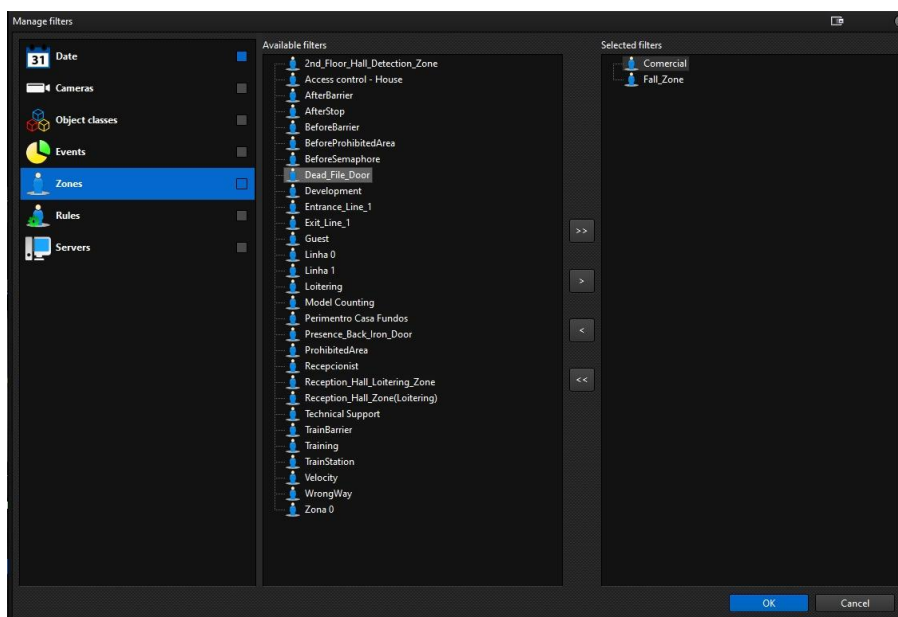 Manage filters
31 Date
Cameras
Object classes
Events
Zones
Rules
Servers
Available filters
2nd_Floor_Hall_Detection_Zone
Access control - House
AfterBarrier
AfterStop
BeforeBarrier
BeforeProhibitedArea
BeforeSemaphore
Dead_File_Door
Development
Entrance_Line_1
Exit_Line_1
Guest
Linha 0
Linha 1
Loitering
Model Counting
Perimentro Casa Fundos
Presence_Back_Iron_Door
ProhibitedArea
Recepcionist
Reception_Hall_Loitering_Zone
Reception_Hall_Zone(Loitering)
Technical Support
TrainBarrier
Training
TrainStation
Velocity
WrongWay
Zona 0
>>
>
<
<<
Selected filters
Comercial
Fall_Zone
OK
Cancel